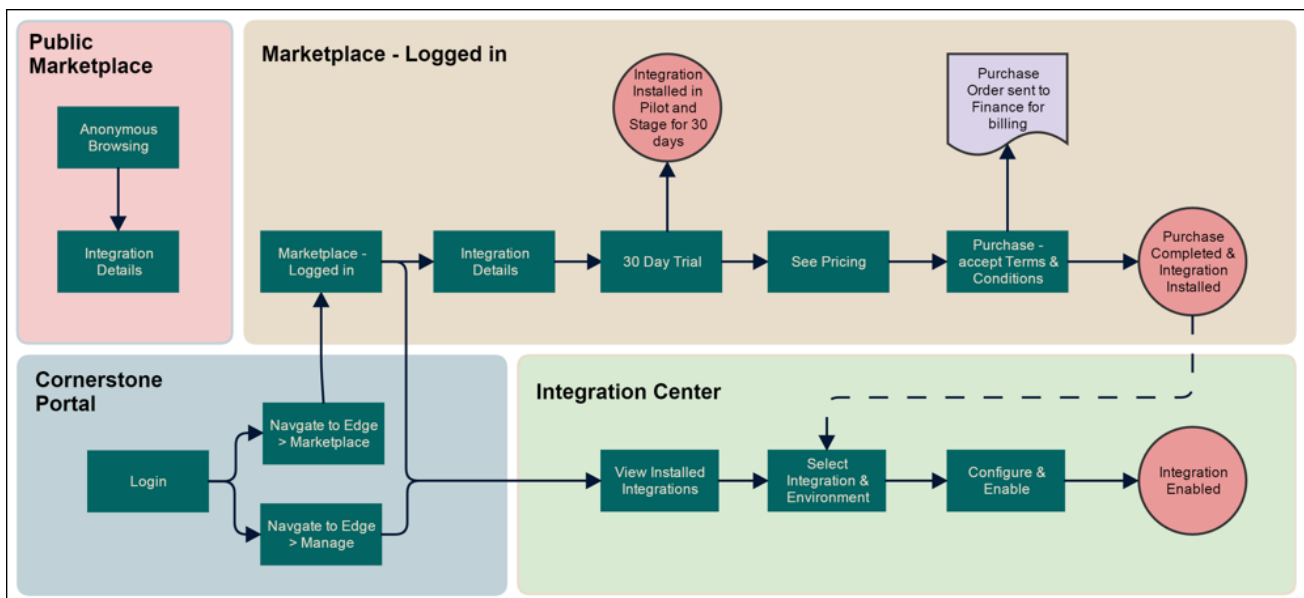 Public
Marketplace
Anonymous
Browsing
Integration
Details
Marketplace - Logged in
Integration
Installed in
Pilot and
Stage for 30
days
Purchase
Order sent to
Finance for
billing
Marketplace -
Logged in
Integration
Details
30 Day Trial
See Pricing
Purchase -
accept Terms &
Conditions
Purchase
Completed &
Integration
Installed
Cornerstone
Portal
Login
Navgate to Edge
> Marketplace
Navgate to Edge
> Manage
Integration Center
View Installed
Integrations
Select
Integration &
Environment
Configure &
Enable
Integration
Enabled